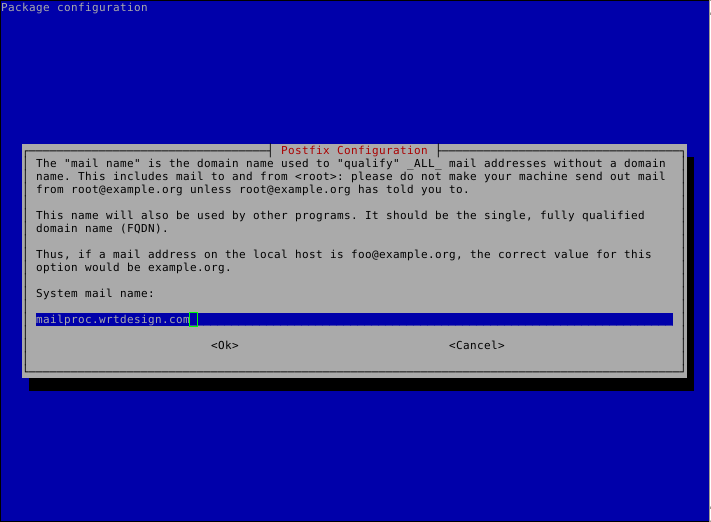 Package configuration
Postfix Configuration
The "mail name" is the domain name used to "qualify" _ALL_ mail addresses without a domain
name. This includes mail to and from <root>: please do not make your machine send out mail
from root@example.org unless root@example.org has told you to.
This name will also be used by other programs. It should be the single, fully qualified
domain name (FQDN).
Thus, if a mail address on the local host is foo@example.org, the correct value for this
option would be example.org.
System mail name:
mailproc.wrtdesign.com
<Ok> <Cancel>